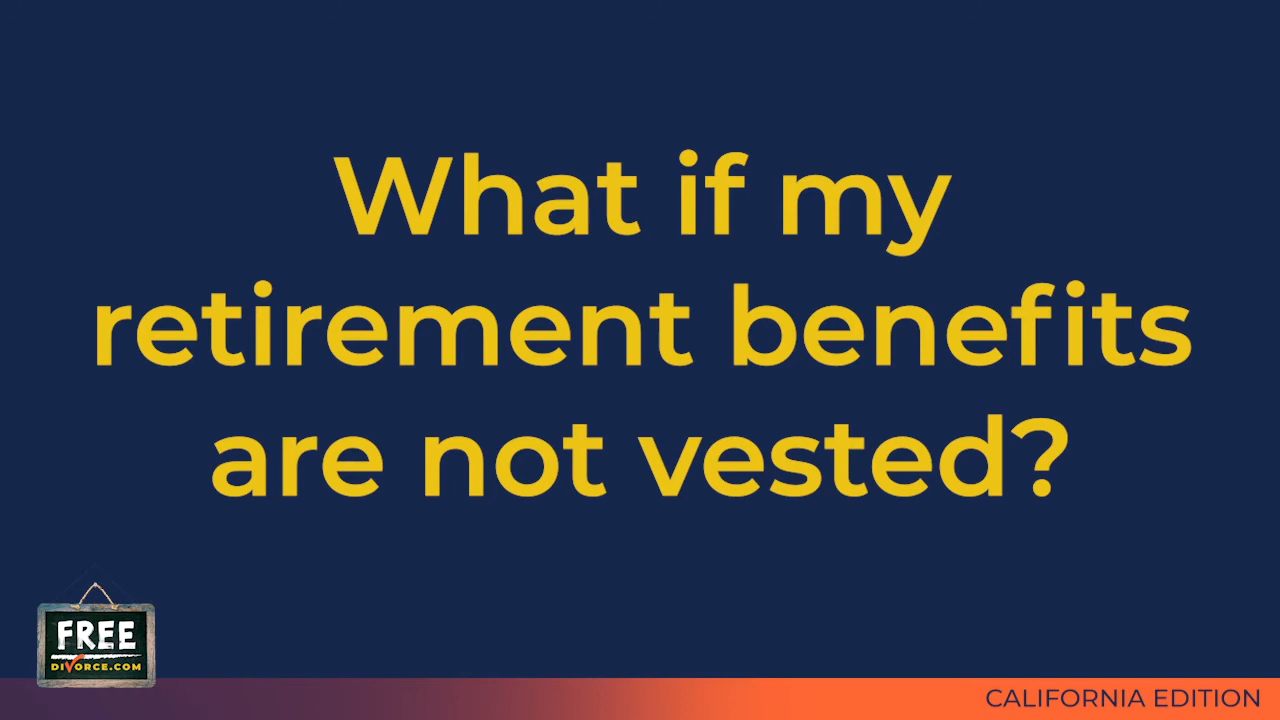 What if my
retirement benefits
are not vested?
FREE
DIVORCE.COM
CALIFORNIA EDITION